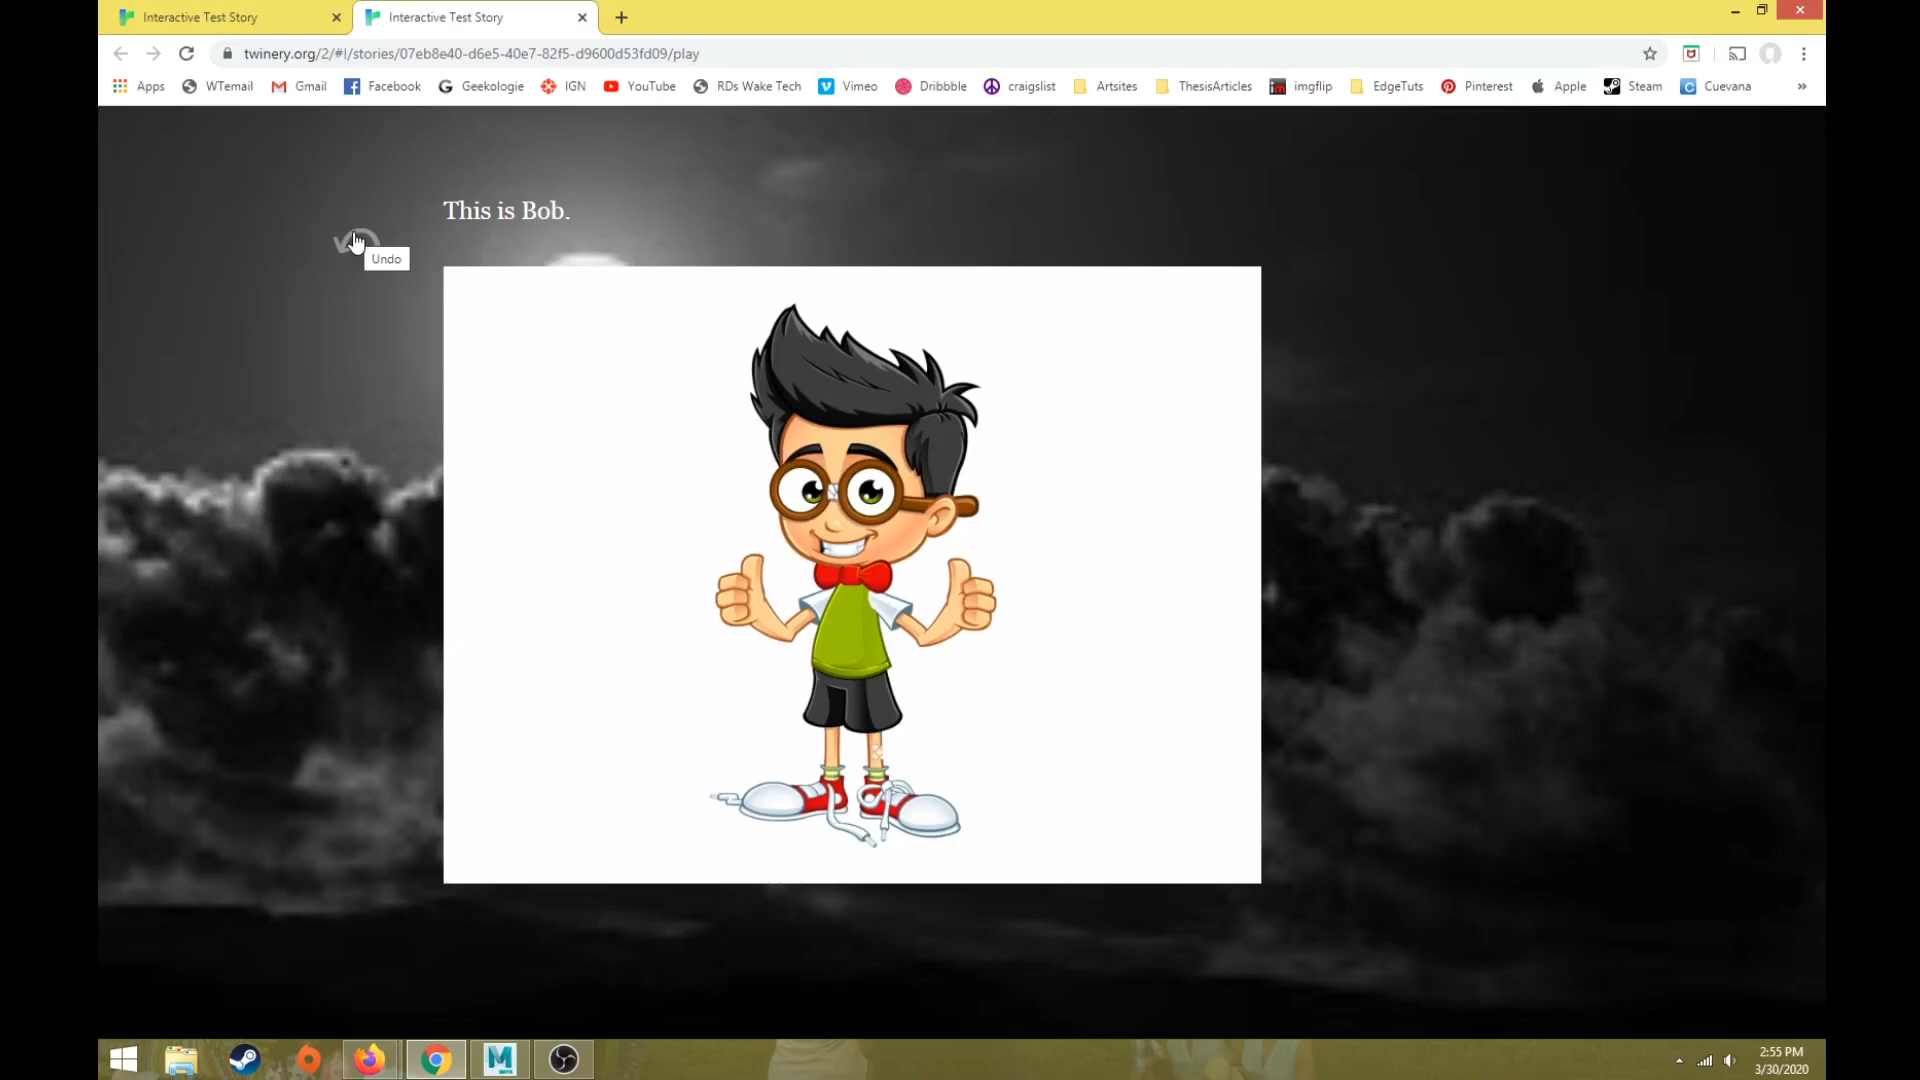 Interactive Test Story
Interactive Test Story
twinery.org/2/#!/stories/07eb8e40-d6e5-40e7-82f5-d9600d53fd09/play
Apps WTemail Gmail Facebook Geekologie IGN YouTube RDs Wake Tech Vimeo Dribbble craigslist Artsites ThesisArticles imgflip EdgeTuts Pinterest Apple Steam Cuevana »
This is Bob.
Undo
2:55 PM
3/30/2020